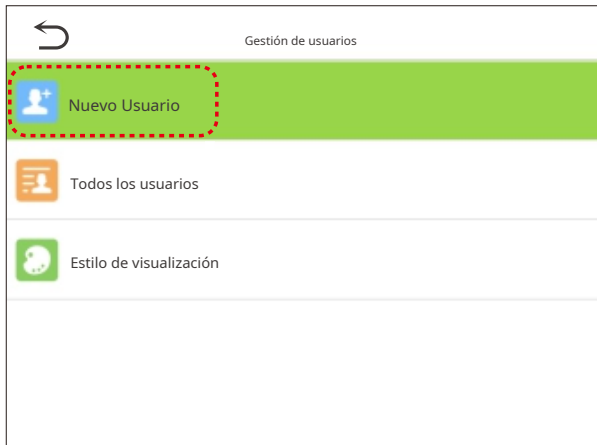 Gestión de usuarios
Nuevo Usuario
Todos los usuarios
Estilo de visualización